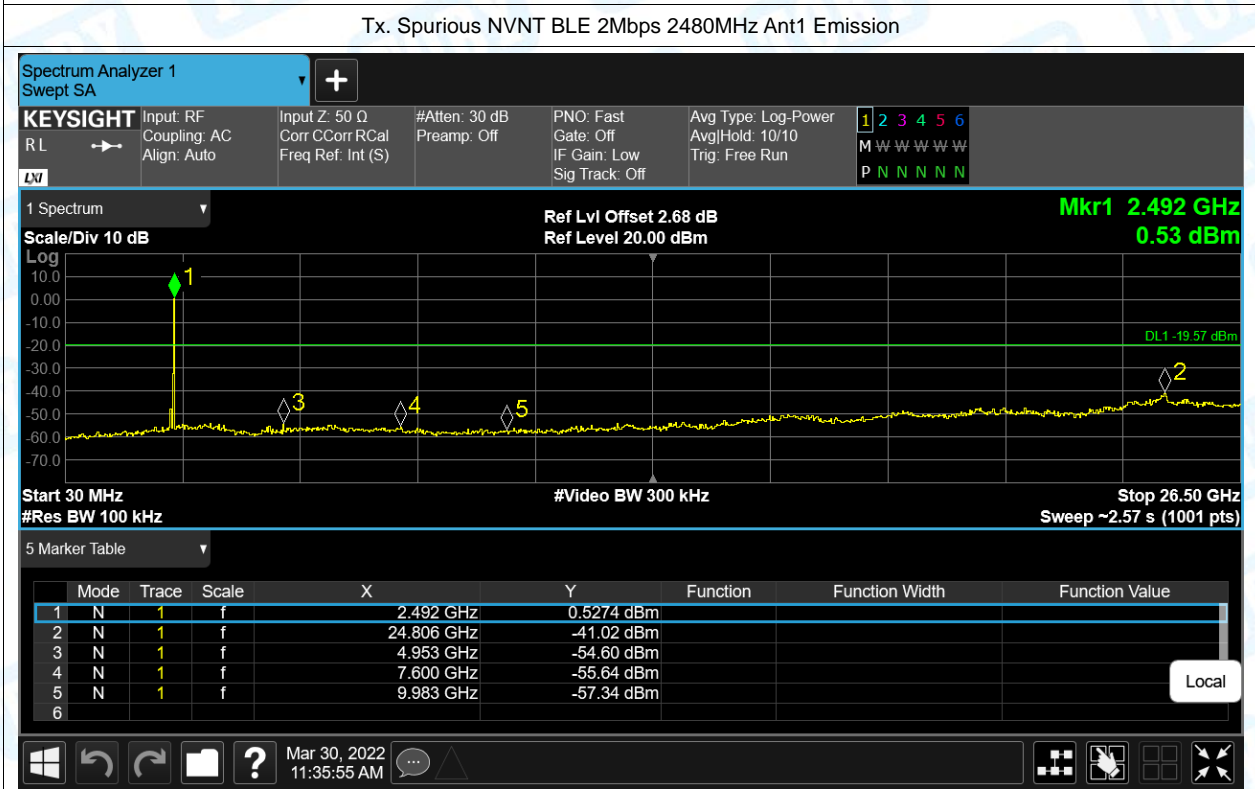 Tx. Spurious NVNT BLE 2Mbps 2480MHz Ant1 Emission
Spectrum Analyzer 1
Swept SA
+
KEYSIGHT
RL
LXI
Input: RF
Coupling: AC
Align: Auto
Input Z: 50 Ω
Corr CCorr RCal
Freq Ref: Int (S)
#Atten: 30 dB
Preamp: Off
PNO: Fast
Gate: Off
IF Gain: Low
Sig Track: Off
Avg Type: Log-Power
Avg|Hold: 10/10
Trig: Free Run
1 2 3 4 5 6
M W W W W W
P N N N N N
1 Spectrum
Scale/Div 10 dB
Ref Lvl Offset 2.68 dB
Ref Level 20.00 dBm
Mkr1 2.492 GHz
0.53 dBm
Log
10.0
0.00
-10.0
-20.0
-30.0
-40.0
-50.0
-60.0
-70.0
1
DL1 -19.57 dBm
2
3
4
5
Start 30 MHz
#Res BW 100 kHz
#Video BW 300 kHz
Stop 26.50 GHz
Sweep ~2.57 s (1001 pts)
5 Marker Table
Mode Trace Scale X Y Function Function Width Function Value
1 N 1 f 2.492 GHz 0.5274 dBm
2 N 1 f 24.806 GHz -41.02 dBm
3 N 1 f 4.953 GHz -54.60 dBm
4 N 1 f 7.600 GHz -55.64 dBm
5 N 1 f 9.983 GHz -57.34 dBm
6
Local
?
Mar 30, 2022
11:35:55 AM